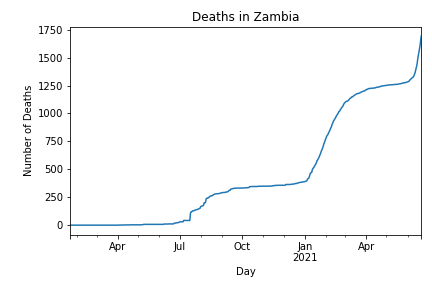 Deaths in Zambia
1750
1500
1250
1000
750
500
250
0
Number of Deaths
Apr
Jul
Oct
Jan
2021
Apr
Day